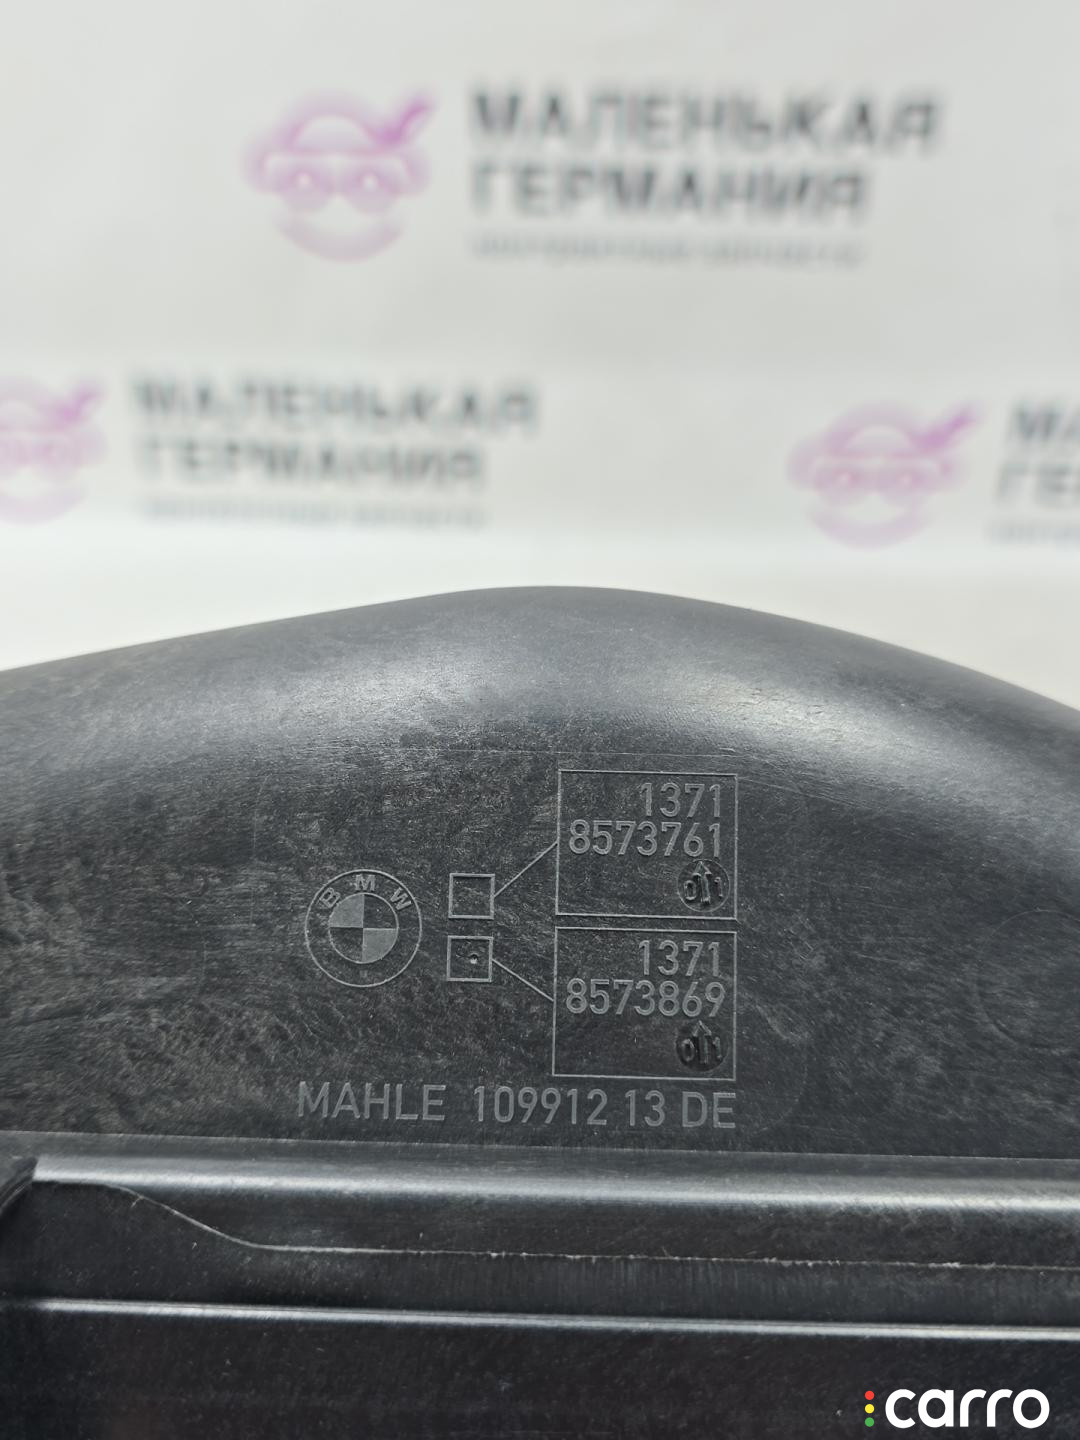 МАЛЕНЬКАЯ
ГЕРМАНИЯ
МАЛЕНЬКАЯ
ГЕРМАНИЯ
1371
8573761
BMW
1371
8573869
MAHLE 109912 13 DE
carro